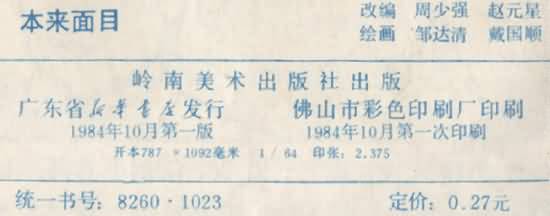 本来面目
改编 周少强 赵元星
绘画 邹达清 戴国顺
岭南美术出版社出版
广东省新华书店发行 佛山市彩色印刷厂印刷
1984年10月第一版 1984年10月第一次印刷
开本787*1092毫米 1/64 印张：2.375
统一书号：8260·1023 定价：0.27元